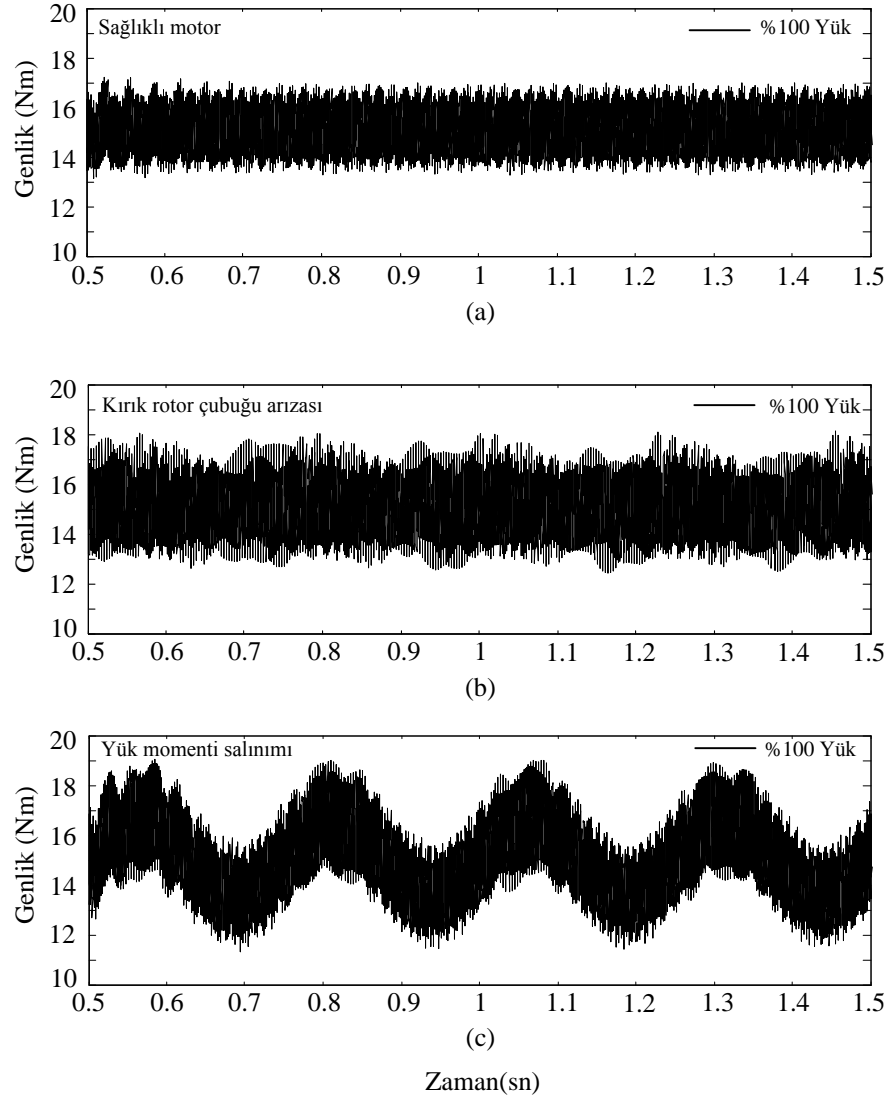 20
Sağlıklı motor
%100 Yük
18
16
14
12
10
Genlik (Nm)
0.5 0.6 0.7 0.8 0.9 1 1.1 1.2 1.3 1.4 1.5
(a)
20
Kırık rotor çubuğu arızası
%100 Yük
18
16
14
12
10
Genlik (Nm)
0.5 0.6 0.7 0.8 0.9 1 1.1 1.2 1.3 1.4 1.5
(b)
20
Yük momenti salınımı
%100 Yük
18
16
14
12
10
Genlik (Nm)
0.5 0.6 0.7 0.8 0.9 1 1.1 1.2 1.3 1.4 1.5
(c)
Zaman(sn)